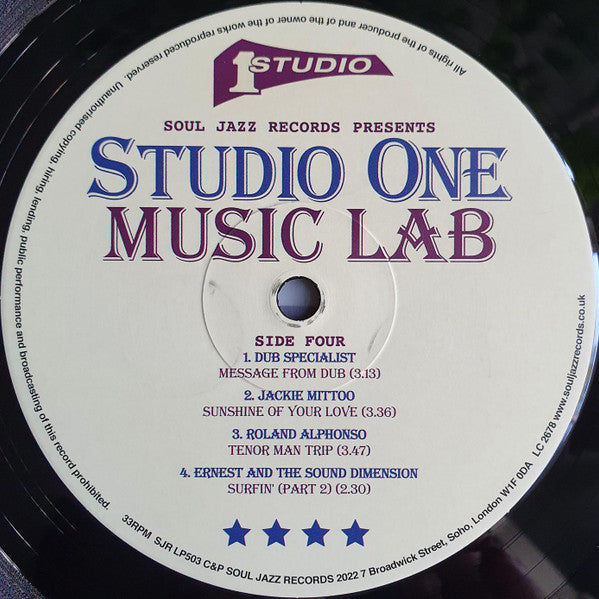 All rights of the producer and of the owner of the works reproduced reserved. Unauthorised copying, hiring, lending, public performance and broadcasting of this record prohibited.
1 STUDIO
SOUL JAZZ RECORDS PRESENTS
STUDIO ONE
MUSIC LAB
SIDE FOUR
1. DUB SPECIALIST
MESSAGE FROM DUB (3.13)
2. JACKIE MITTOO
SUNSHINE OF YOUR LOVE (3.36)
3. ROLAND ALPHONSO
TENOR MAN TRIP (3.47)
4. ERNEST AND THE SOUND DIMENSION
SURFIN' (PART 2) (2.30)
33RPM SJR LP503 C&P SOUL JAZZ RECORDS 2022 7 Broadwick Street, Soho, London W1F 0DA LC 2678 www.souljazzrecords.co.uk